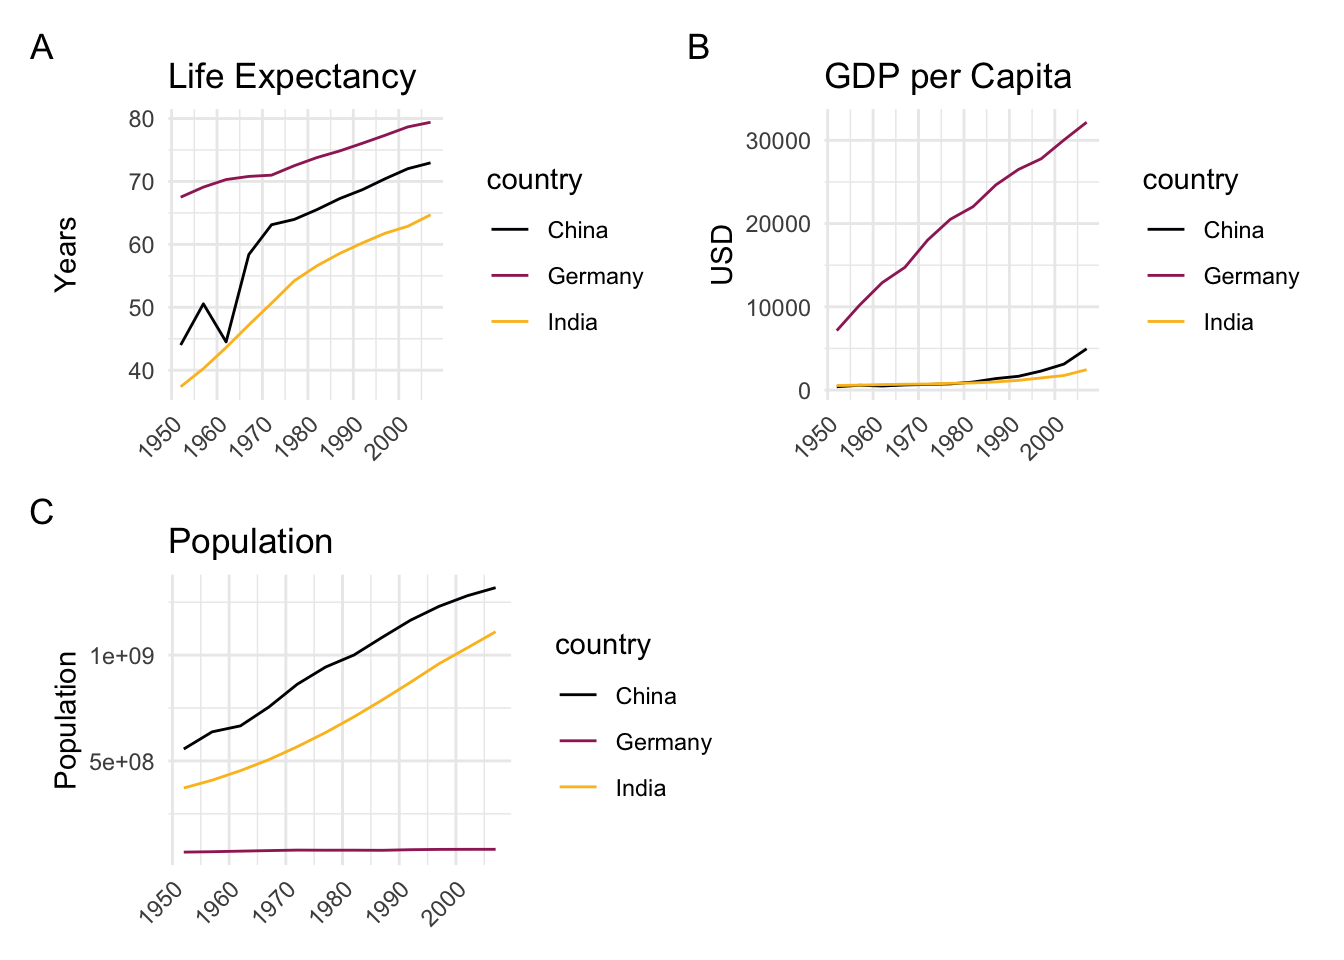 A
Life Expectancy
Years
80
70
60
50
40
1950
1960
1970
1980
1990
2000
country
China
Germany
India
B
GDP per Capita
USD
30000
20000
10000
0
1950
1960
1970
1980
1990
2000
country
China
Germany
India
C
Population
Population
1e+09
5e+08
1950
1960
1970
1980
1990
2000
country
China
Germany
India